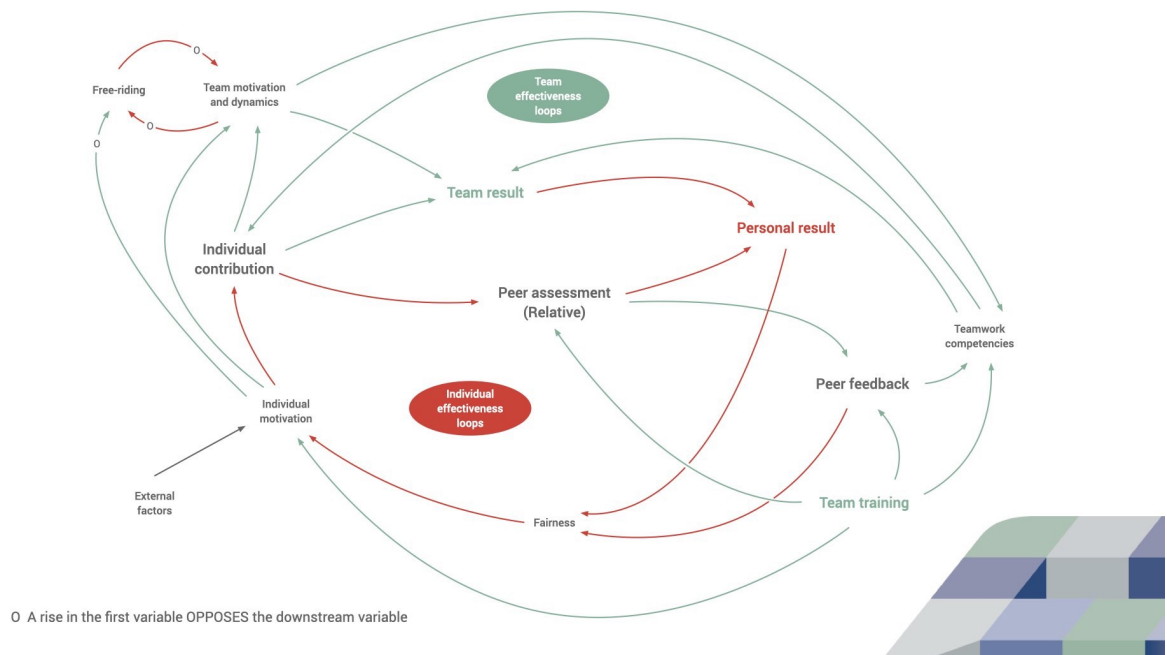 O
Free-riding
Team motivation
and dynamics
O
O
Team
effectiveness
loops
Team result
Personal result
Individual
contribution
Peer assessment
(Relative)
Teamwork
competencies
Peer feedback
Individual
effectiveness
loops
Individual
motivation
External
factors
Team training
Fairness
O A rise in the first variable OPPOSES the downstream variable